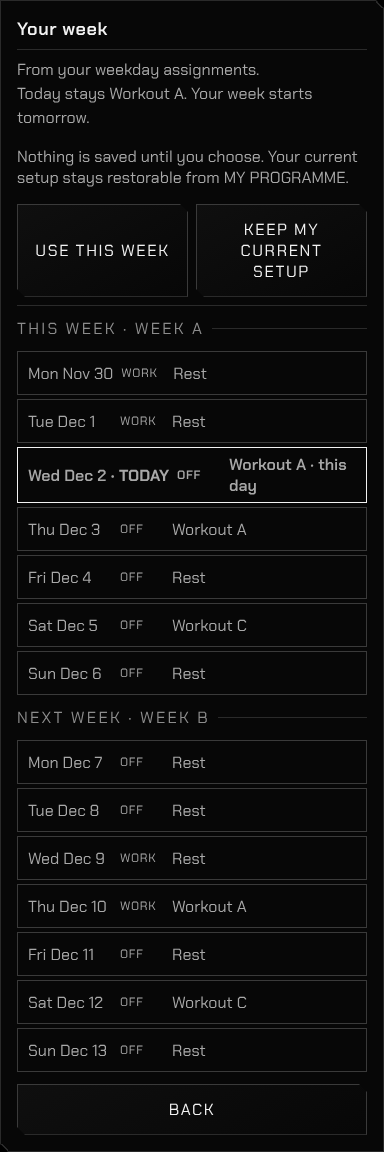 Your week
From your weekday assignments.
Today stays Workout A. Your week starts
tomorrow.
Nothing is saved until you choose. Your current
setup stays restorable from MY PROGRAMME.
USE THIS WEEK
KEEP MY
CURRENT
SETUP
THIS WEEK · WEEK A
Mon Nov 30 WORK Rest
Tue Dec 1 WORK Rest
Wed Dec 2 · TODAY OFF Workout A · this
day
Thu Dec 3 OFF Workout A
Fri Dec 4 OFF Rest
Sat Dec 5 OFF Workout C
Sun Dec 6 OFF Rest
NEXT WEEK · WEEK B
Mon Dec 7 OFF Rest
Tue Dec 8 OFF Rest
Wed Dec 9 WORK Rest
Thu Dec 10 WORK Workout A
Fri Dec 11 OFF Rest
Sat Dec 12 OFF Workout C
Sun Dec 13 OFF Rest
BACK